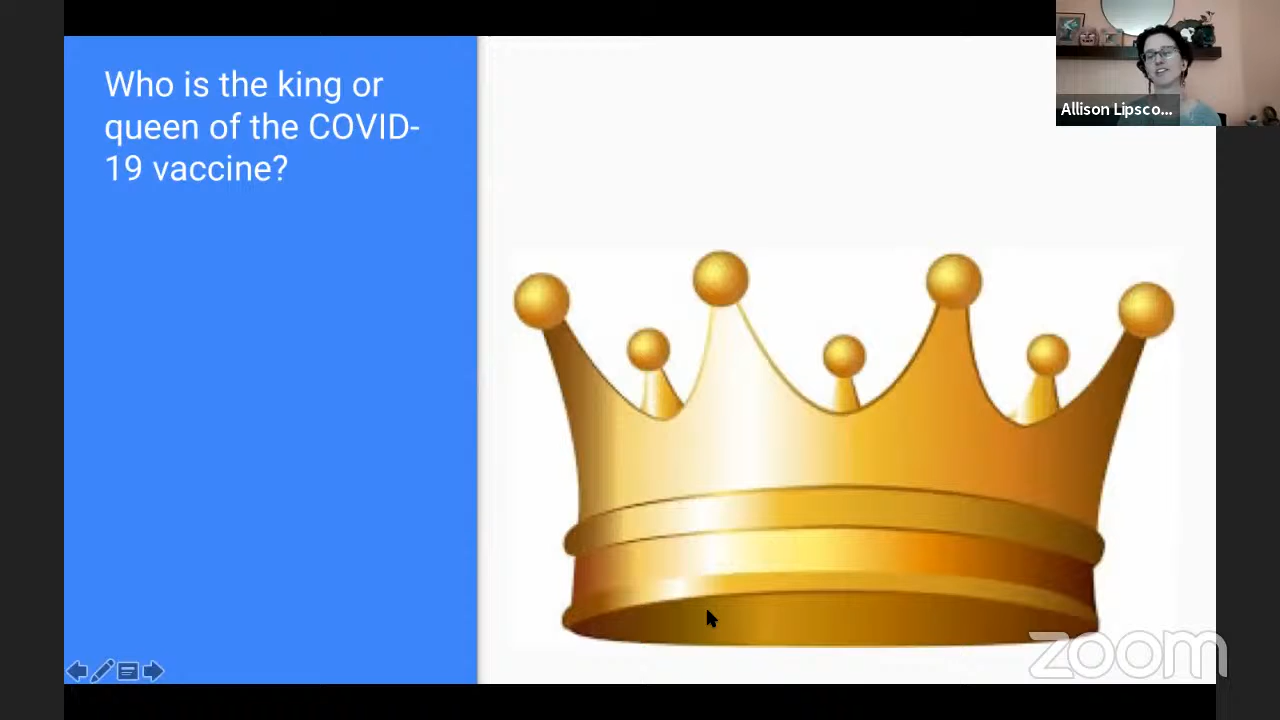 Who is the king or
queen of the COVID-
19 vaccine?
Allison Lipsco...
zoom